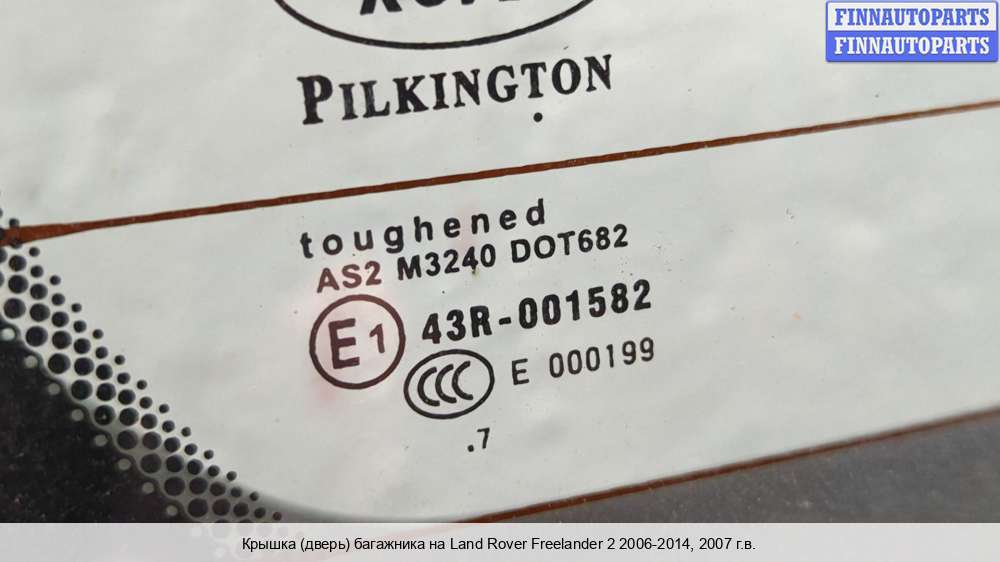 FINNAUTOPARTS
FINNAUTOPARTS
PILKINGTON
toughened
AS2 M3240 DOT682
E1 43R-001582
CCC E 000199
.7
Крышка (дверь) багажника на Land Rover Freelander 2 2006-2014, 2007 г.в.